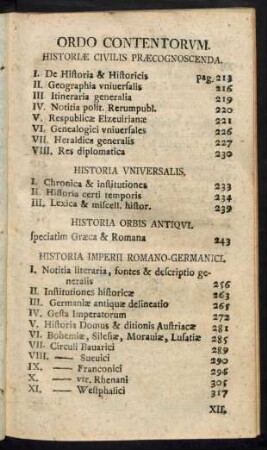 ORDO CONTENTORVM.
HISTORIÆ CIVILIS PRÆCOGNOSCENDA.
I. De Historia & Historicis pag. 213
II. Geographia vniuersalis 216
III Itineraria generalia 219
IV. Notitia polit. Rerumpubl. 220
V. Respublicæ Elzeuirianæ 221
VI. Genealogici vniuersales 226
VII. Heraldica generalis 227
VIII. Res diplomatica 230
HISTORIA VNIVERSALIS.
I. Chronica & institutiones 233
II. Historia certi temporis 234
III. Lexica & miscell. histor. 239
HISTORIA ORBIS ANTIQVI.
speciatim Græca & Romana 243
HISTORIA IMPERII ROMANO-GERMANICI.
I. Notitia literaria, fontes & descriptio ge-
neralis 256
II. Institutiones historicæ 263
III. Germaniæ antiquæ delineatio 265
IV. Gesta Imperatorum 272
V. Historia Domus & ditionis Austriacæ 281
VI. Bohemiæ, Silesiæ, Morauiæ, Lusatiæ 285
VII. Circuli Bauarici 289
VIII. —— Sueuici 290
IX. —— Franconici 296
X. —— vtr. Rhenani 305
XI. —— Westphalici 317
XII.